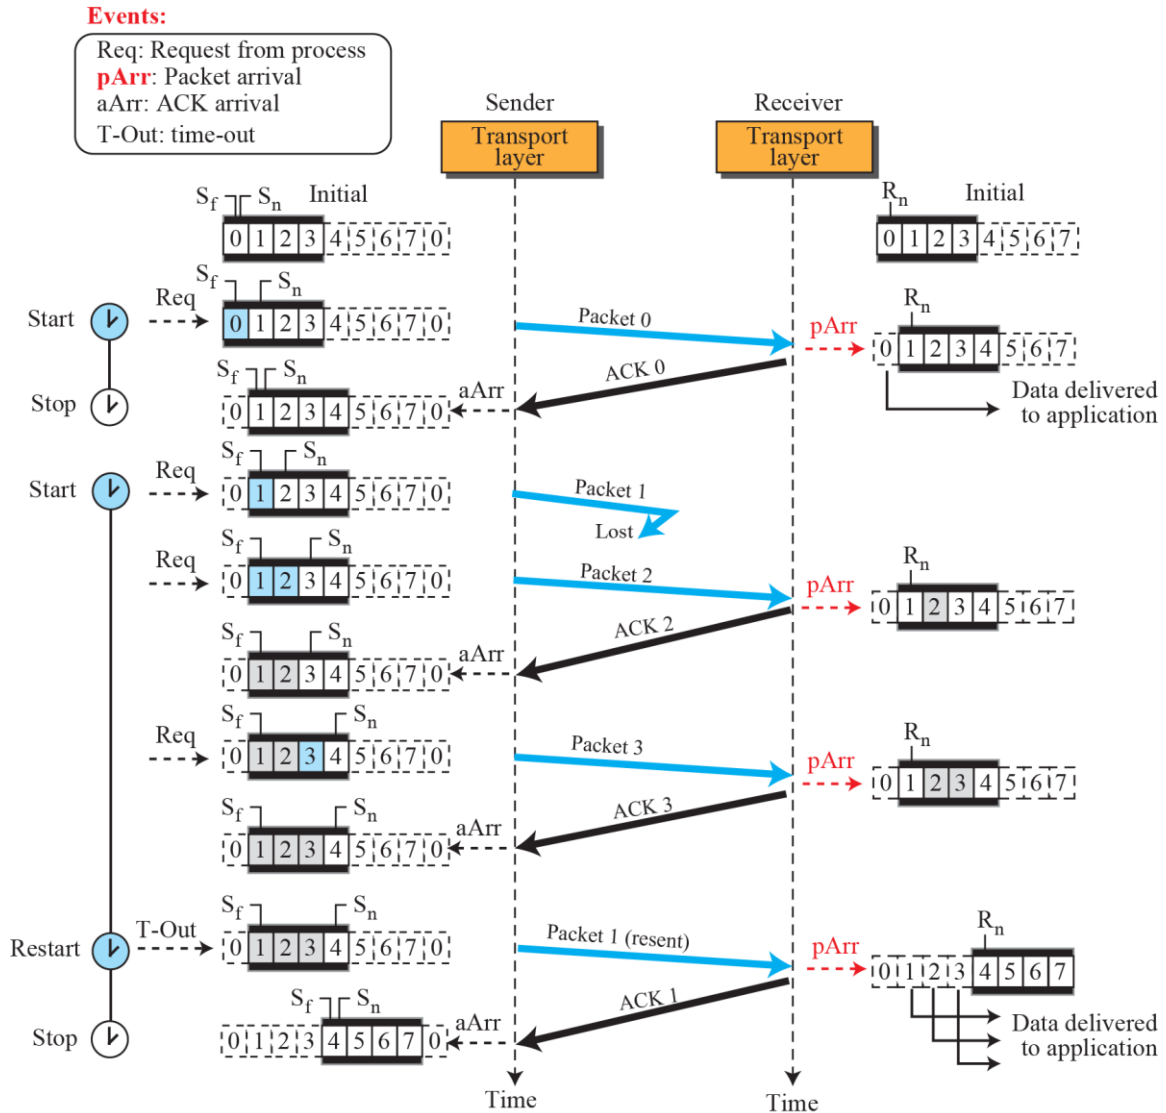 Events:
Req: Request from process
pArr: Packet arrival
aArr: ACK arrival
T-Out: time-out
Sender
Receiver
Transport
layer
Transport
layer
Sf Sn Initial
0 1 2 3 4 5 6 7 0
Rn Initial
0 1 2 3 4 5 6 7
Start
Req
Sf Sn
0 1 2 3 4 5 6 7 0
Packet 0
pArr
Rn
0 1 2 3 4 5 6 7
Data delivered
to application
ACK 0
aArr
Sf Sn
0 1 2 3 4 5 6 7 0
Stop
Start
Req
Sf Sn
0 1 2 3 4 5 6 7 0
Packet 1
Lost
Req
Sf Sn
0 1 2 3 4 5 6 7 0
Packet 2
pArr
Rn
0 1 2 3 4 5 6 7
ACK 2
aArr
Sf Sn
0 1 2 3 4 5 6 7 0
Req
Sf Sn
0 1 2 3 4 5 6 7 0
Packet 3
pArr
Rn
0 1 2 3 4 5 6 7
ACK 3
aArr
Sf Sn
0 1 2 3 4 5 6 7 0
Restart
T-Out
Sf Sn
0 1 2 3 4 5 6 7 0
Packet 1 (resent)
pArr
Rn
0 1 2 3 4 5 6 7
Data delivered
to application
ACK 1
aArr
Sf Sn
0 1 2 3 4 5 6 7 0
Stop
Time
Time